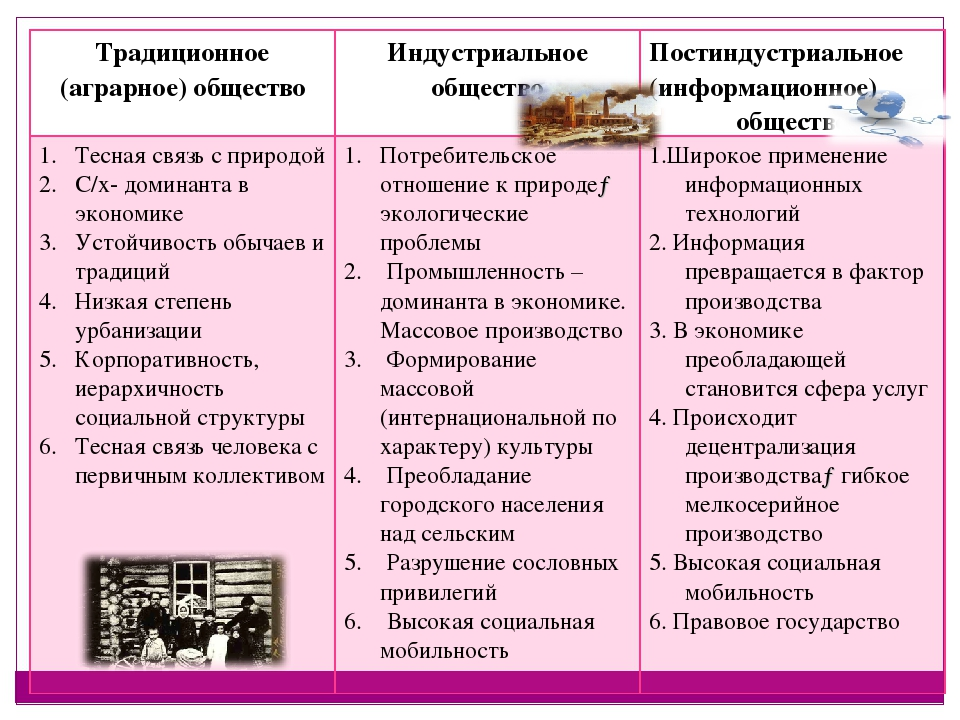 Традиционное
(аграрное) общество
Индустриальное
общество
Постиндустриальное
(информационное)
обществ
1. Тесная связь с природой
2. С/х- доминанта в
экономике
3. Устойчивость обычаев и
традиций
4. Низкая степень
урбанизации
5. Корпоративность,
иерархичность
социальной структуры
6. Тесная связь человека с
первичным коллективом
1. Потребительское
отношение к природе→
экологические
проблемы
2. Промышленность –
доминанта в экономике.
Массовое производство
3. Формирование
массовой
(интернациональной по
характеру) культуры
4. Преобладание
городского населения
над сельским
5. Разрушение сословных
привилегий
6. Высокая социальная
мобильность
1.Широкое применение
информационных
технологий
2. Информация
превращается в фактор
производства
3. В экономике
преобладающей
становится сфера услуг
4. Происходит
децентрализация
производства→ гибкое
мелкосерийное
производство
5. Высокая социальная
мобильность
6. Правовое государство